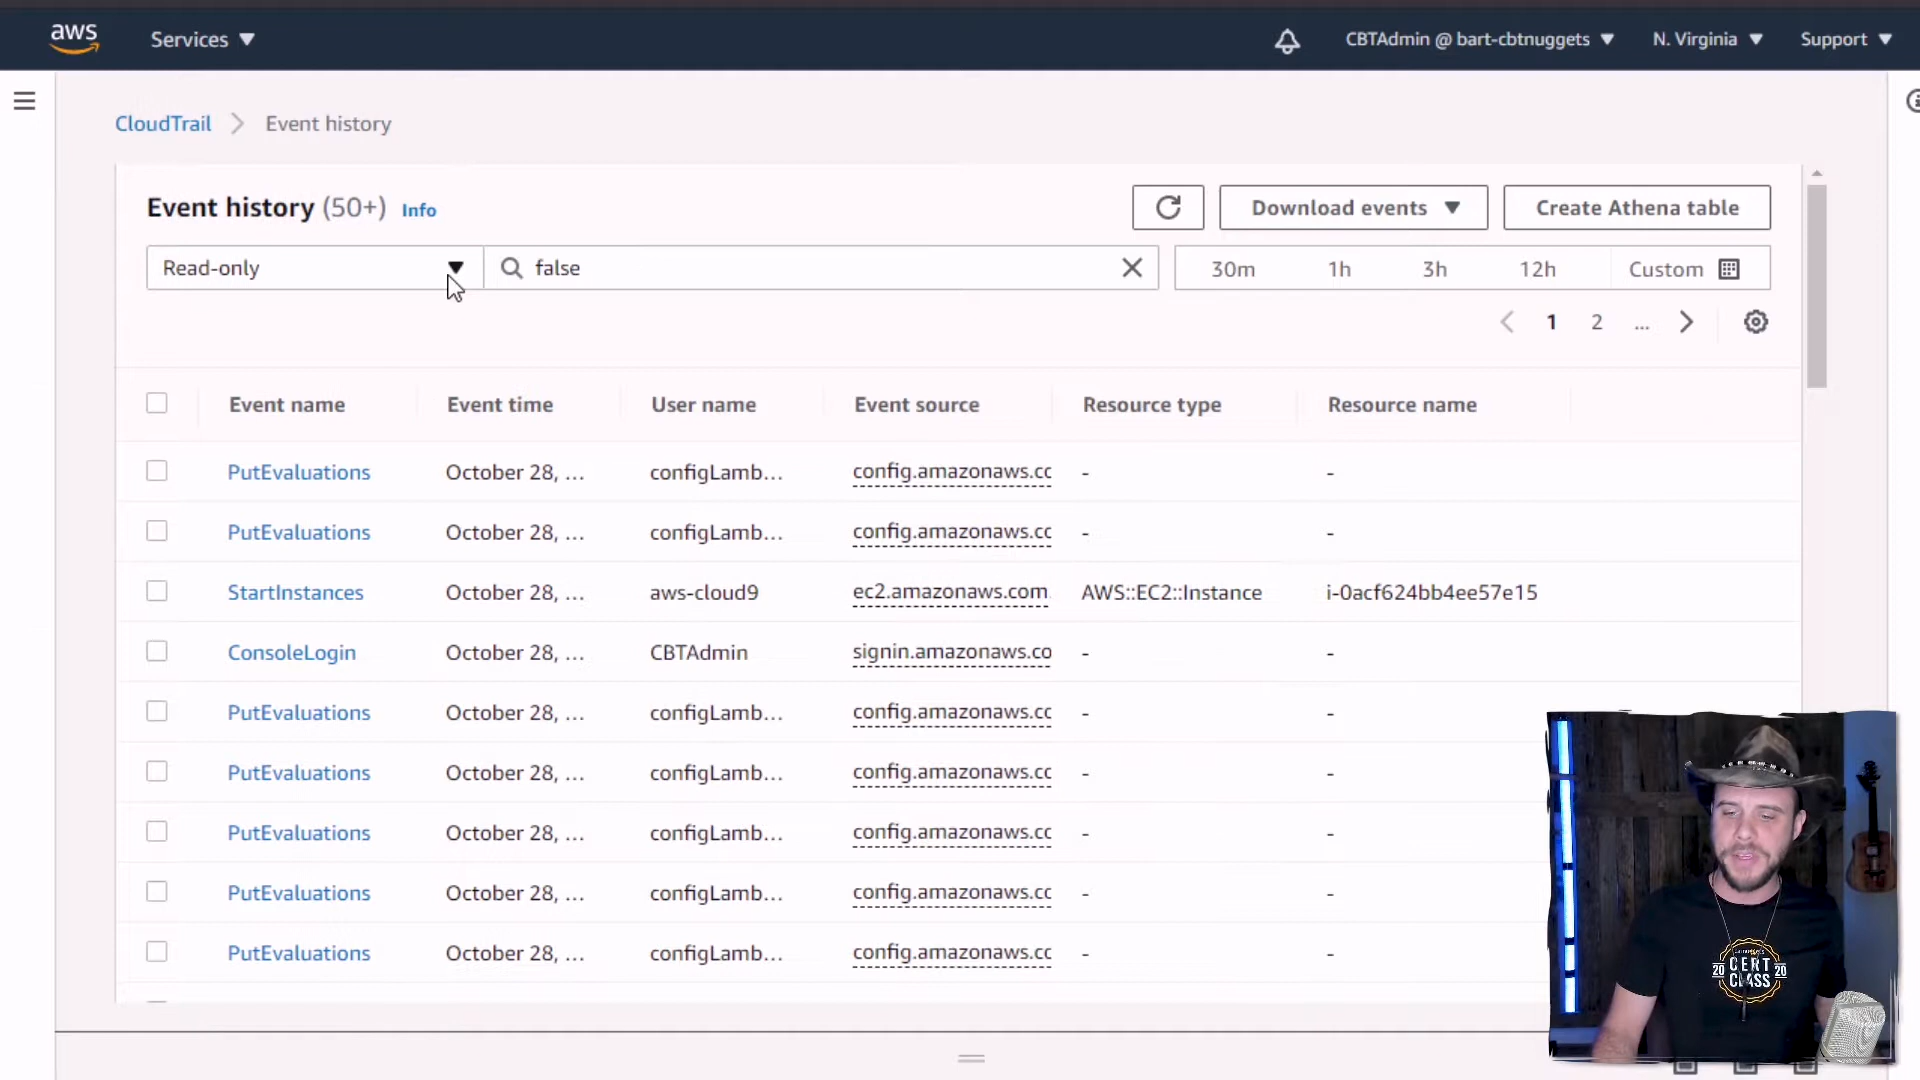 aws Services CBTAdmin @ bart-cbtnuggets N. Virginia Support
CloudTrail Event history
Event history (50+) Info Download events Create Athena table
Read-only false 30m 1h 3h 12h Custom
1 2 ...
Event name Event time User name Event source Resource type Resource name
PutEvaluations October 28, ... configLamb... config.amazonaws.cc - -
PutEvaluations October 28, ... configLamb... config.amazonaws.cc - -
StartInstances October 28, ... aws-cloud9 ec2.amazonaws.com. AWS::EC2::Instance i-0acf624bb4ee57e15
ConsoleLogin October 28, ... CBTAdmin signin.amazonaws.co - -
PutEvaluations October 28, ... configLamb... config.amazonaws.cc - -
PutEvaluations October 28, ... configLamb... config.amazonaws.cc - -
PutEvaluations October 28, ... configLamb... config.amazonaws.cc - -
PutEvaluations October 28, ... configLamb... config.amazonaws.cc - -
PutEvaluations October 28, ... configLamb... config.amazonaws.cc - -
20 CERT 20
CLASS